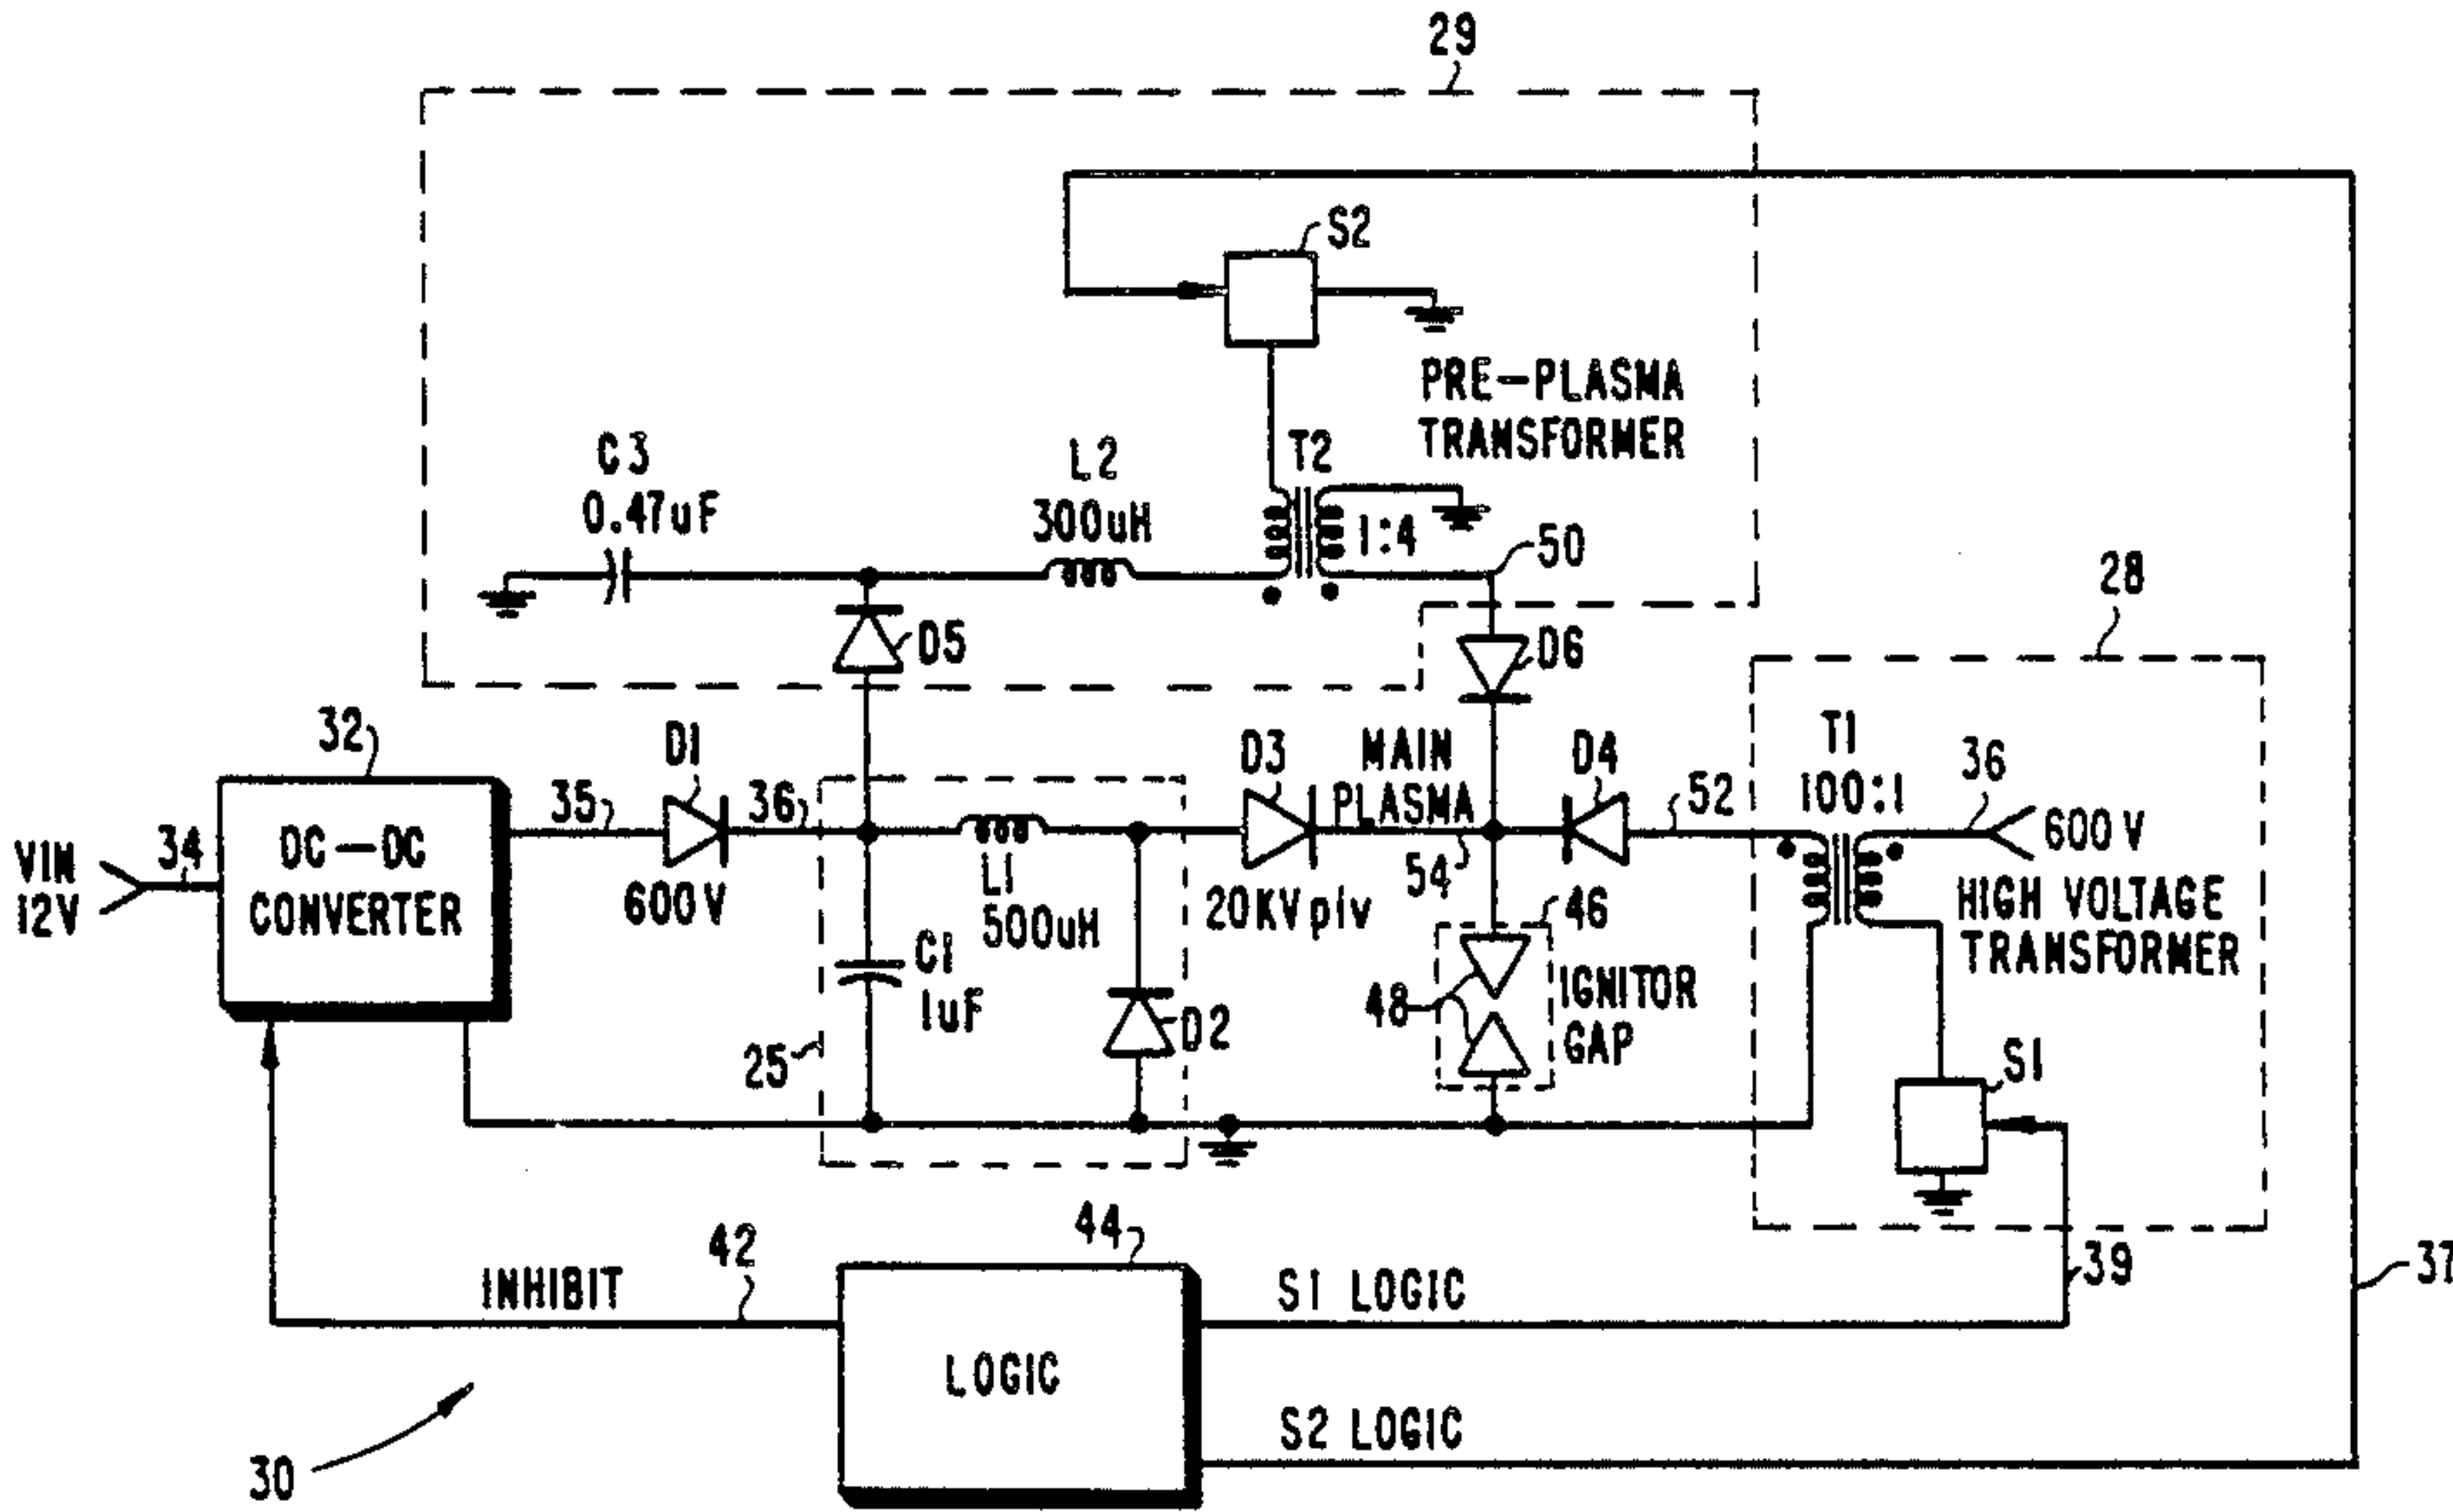 29
S2
PRE-PLASMA
TRANSFORMER
C3
0.47uF
L2
300uH
T2
1:4
50
28
D5
D6
32
D1
35
36
600V
DC-DC
CONVERTER
VIN
12V
34
25
C1
1uF
L1
500uH
D2
D3
20KVpiv
MAIN
PLASMA
54
D4
52
T1
100:1
36
600V
HIGH VOLTAGE
TRANSFORMER
46
48
IGNITOR
GAP
S1
INHIBIT
42
44
LOGIC
S1 LOGIC
39
37
S2 LOGIC
30